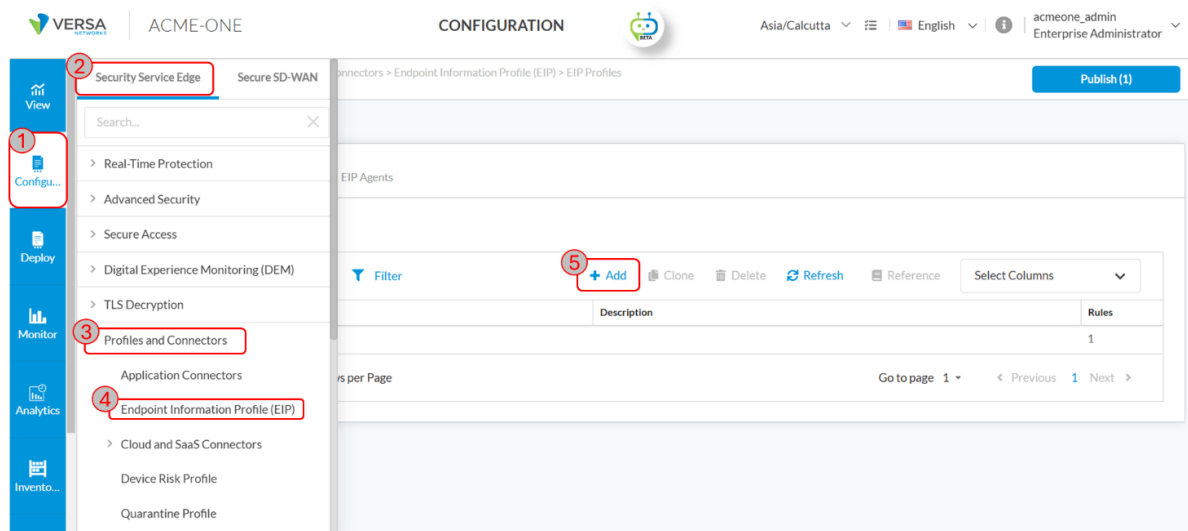 VERSA
NETWORKS
ACME-ONE
CONFIGURATION
BETA
Asia/Calcutta
English
acmeone_admin
Enterprise Administrator
View
1
Configu...
Deploy
Monitor
Analytics
Invento...
2
Security Service Edge
Secure SD-WAN
Search...
Real-Time Protection
Advanced Security
Secure Access
Digital Experience Monitoring (DEM)
TLS Decryption
3
Profiles and Connectors
Application Connectors
4
Endpoint Information Profile (EIP)
Cloud and SaaS Connectors
Device Risk Profile
Quarantine Profile
> Endpoint Information Profile (EIP) > EIP Profiles
Publish (1)
EIP Agents
Filter
5
+ Add
Clone
Delete
Refresh
Reference
Select Columns
Description
Rules
1
per Page
Go to page 1
< Previous 1 Next >